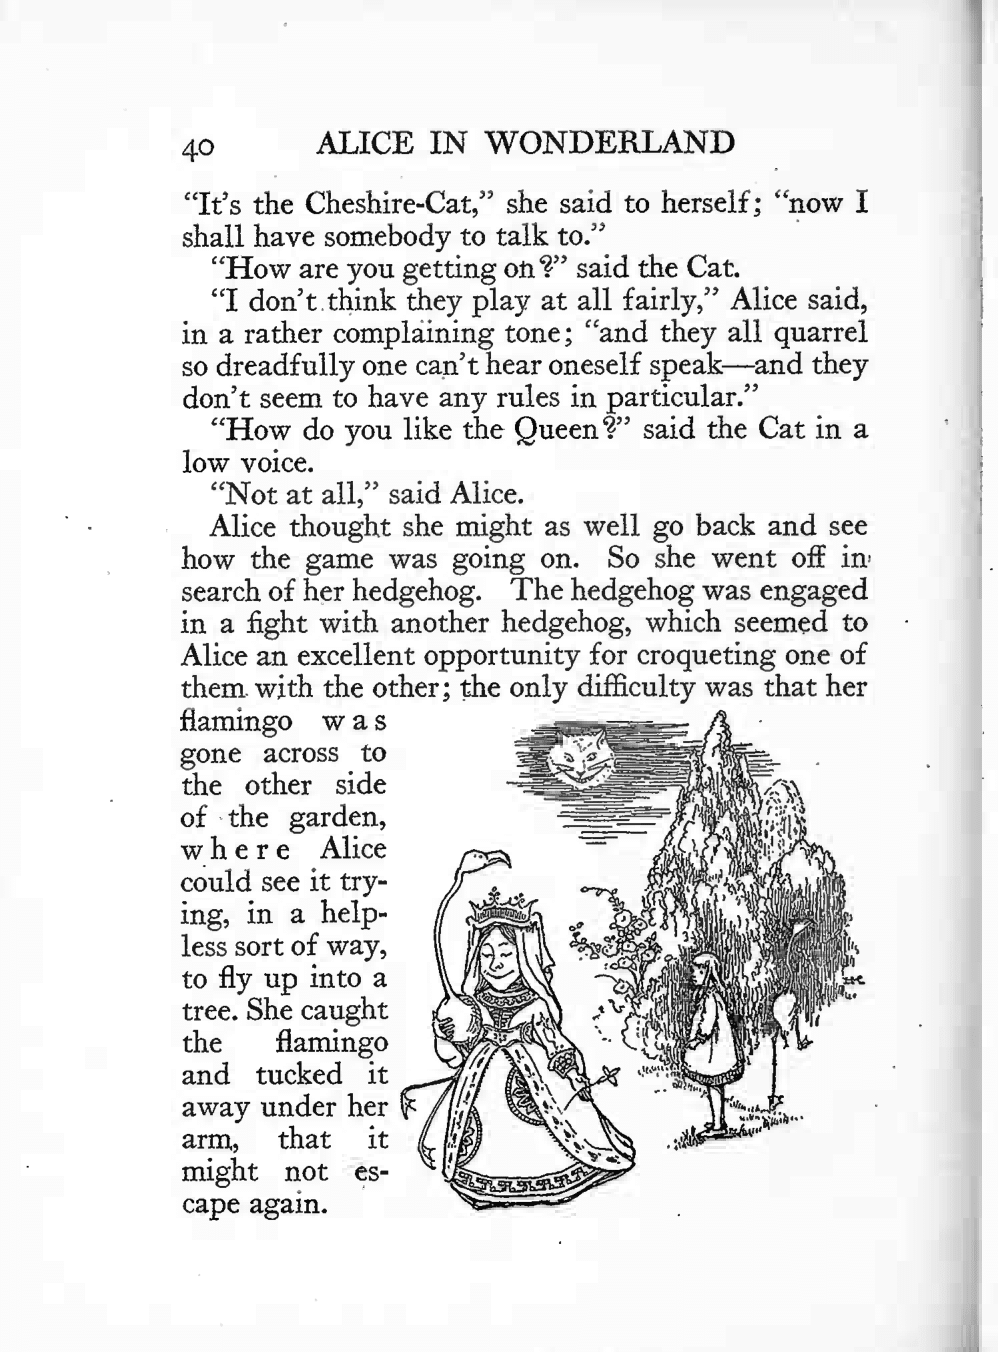 40 ALICE IN WONDERLAND
“It’s the Cheshire-Cat,” she said to herself; “now I
shall have somebody to talk to.”
“How are you getting on?” said the Cat.
“I don’t think they play at all fairly,” Alice said,
in a rather complaining tone; “and they all quarrel
so dreadfully one can’t hear oneself speak—and they
don’t seem to have any rules in particular.”
“How do you like the Queen?” said the Cat in a
low voice.
“Not at all,” said Alice.
Alice thought she might as well go back and see
how the game was going on. So she went off in
search of her hedgehog. The hedgehog was engaged
in a fight with another hedgehog, which seemed to
Alice an excellent opportunity for croqueting one of
them with the other; the only difficulty was that her
flamingo was
gone across to
the other side
of the garden,
where Alice
could see it try-
ing, in a help-
less sort of way,
to fly up into a
tree. She caught
the flamingo
and tucked it
away under her
arm, that it
might not es-
cape again.